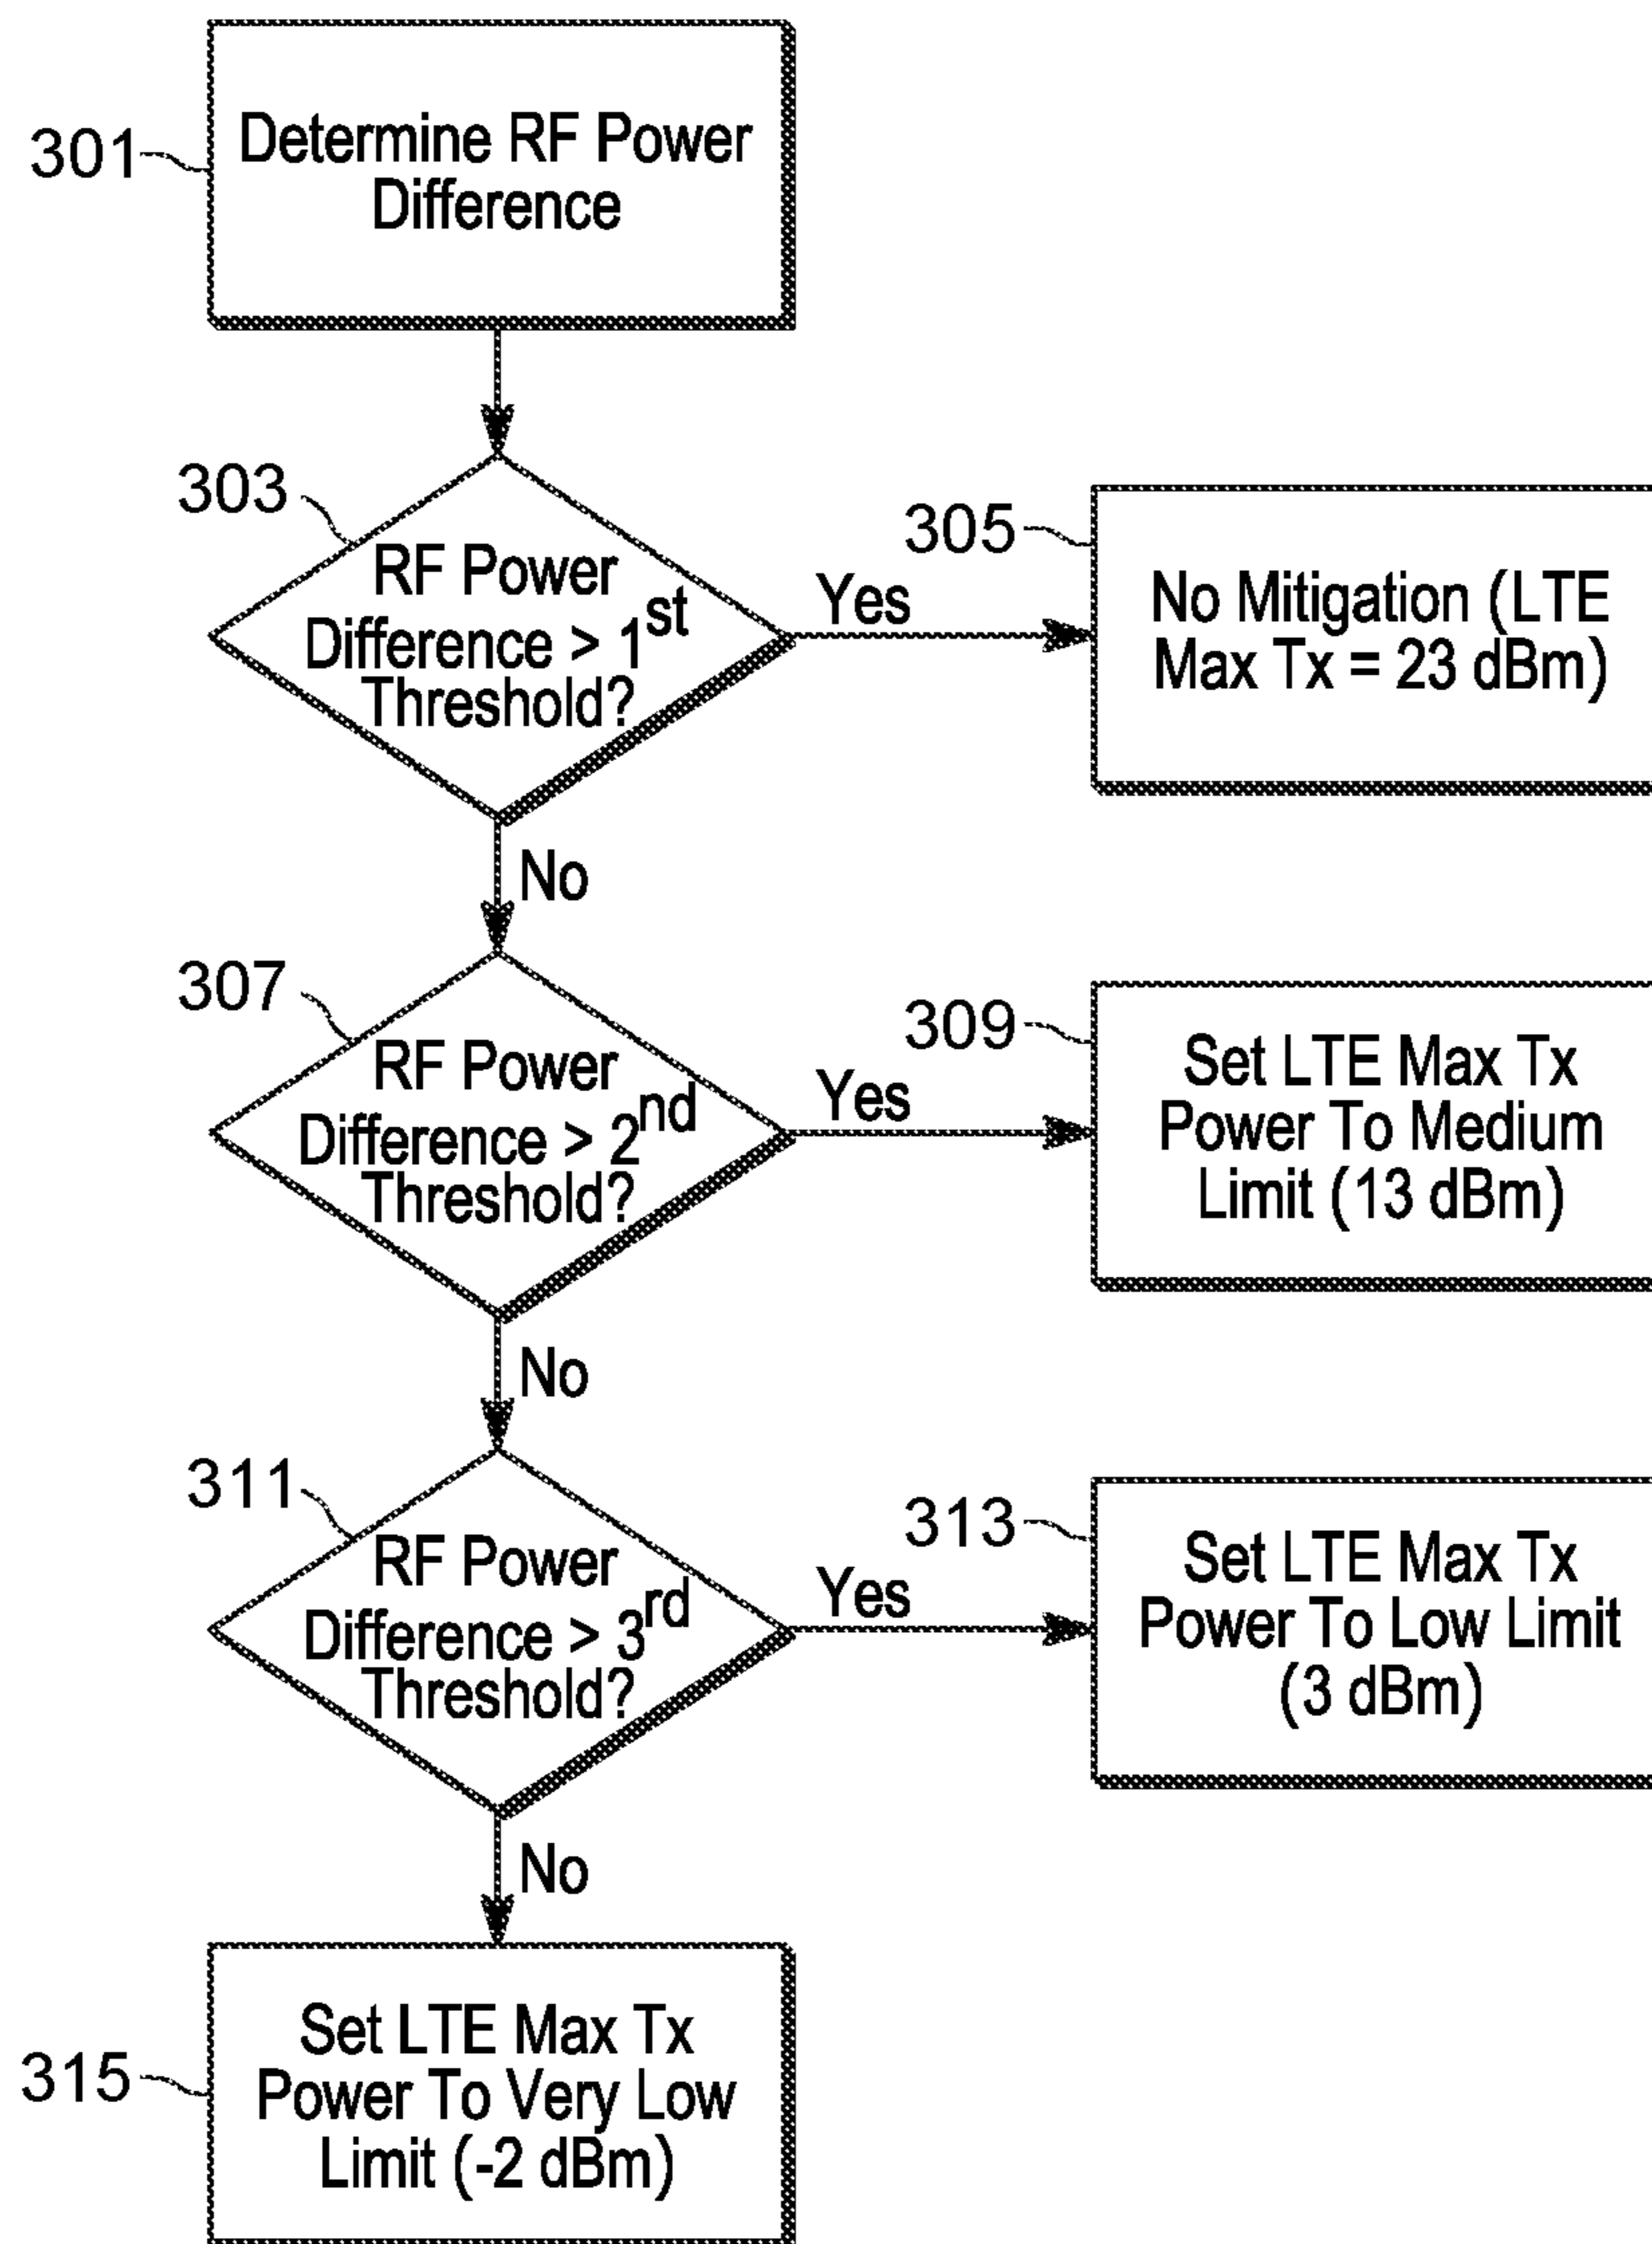 301
Determine RF Power
Difference
303
RF Power
Difference > 1st
Threshold?
Yes
305
No Mitigation (LTE
Max Tx = 23 dBm)
No
307
RF Power
Difference > 2nd
Threshold?
Yes
309
Set LTE Max Tx
Power To Medium
Limit (13 dBm)
No
311
RF Power
Difference > 3rd
Threshold?
Yes
313
Set LTE Max Tx
Power To Low Limit
(3 dBm)
No
315
Set LTE Max Tx
Power To Very Low
Limit (-2 dBm)